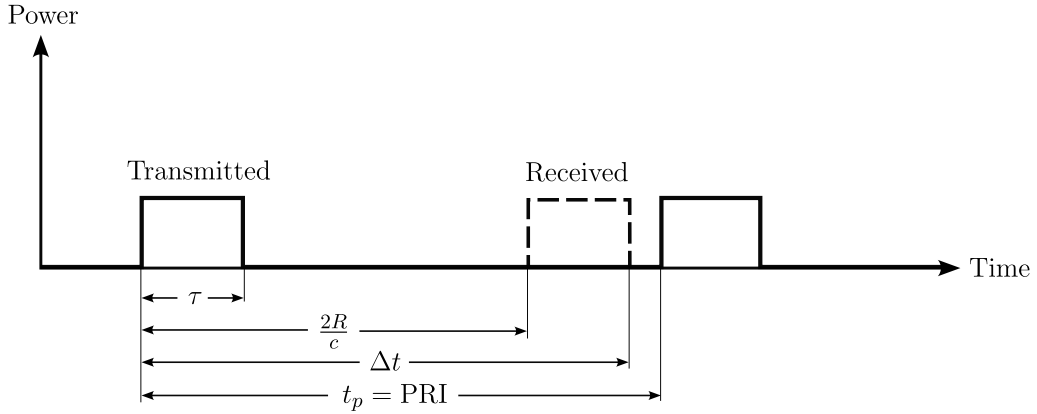 Power
Transmitted
Received
Time
τ
2R/c
Δt
t_p = PRI